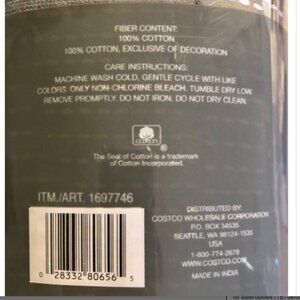 FIBER CONTENT:
100% COTTON
100% COTTON, EXCLUSIVE OF DECORATION
CARE INSTRUCTIONS:
MACHINE WASH COLD, GENTLE CYCLE WITH LIKE
COLORS. ONLY NON-CHLORINE BLEACH. TUMBLE DRY LOW.
REMOVE PROMPTLY. DO NOT IRON. DO NOT DRY CLEAN.
COTTON
®
The Seal of Cotton is a trademark
of Cotton Incorporated.
ITM./ART. 1697746
0 28332 80656 5
DISTRIBUTED BY:
COSTCO WHOLESALE CORPORATION
P.O. BOX 34535
SEATTLE, WA 98124-1535
USA
1-800-774-2678
WWW.COSTCO.COM
MADE IN INDIA